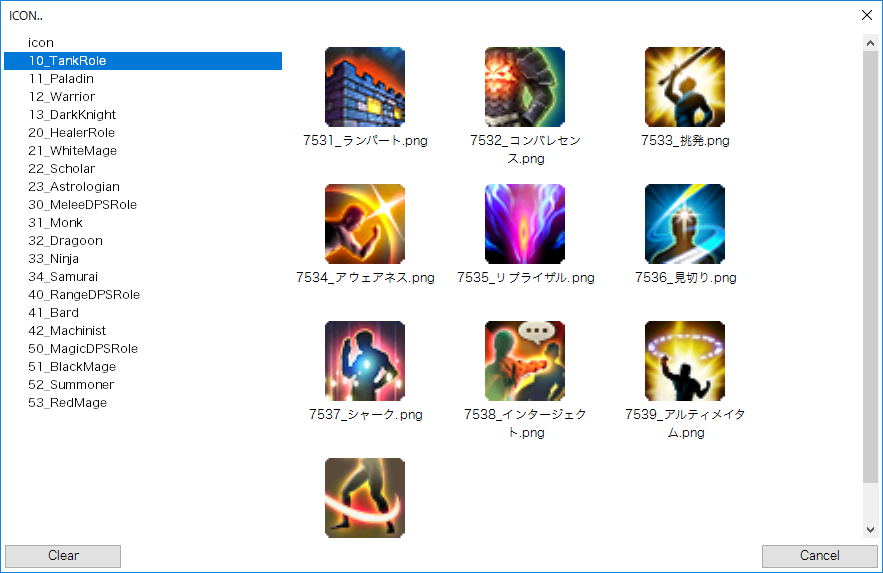 ICON..
icon
10_TankRole
11_Paladin
12_Warrior
13_DarkKnight
20_HealerRole
21_WhiteMage
22_Scholar
23_Astrologian
30_MeleeDPSRole
31_Monk
32_Dragoon
33_Ninja
34_Samurai
40_RangeDPSRole
41_Bard
42_Machinist
50_MagicDPSRole
51_BlackMage
52_Summoner
53_RedMage
7531_ランパート.png
7532_コンバレセン
ス.png
7533_挑発.png
7534_アウェアネス.png
7535_リプライザル.png
7536_見切り.png
7537_シャーク.png
7538_インタージェク
ト.png
7539_アルティメイタ
ム.png
Clear
Cancel